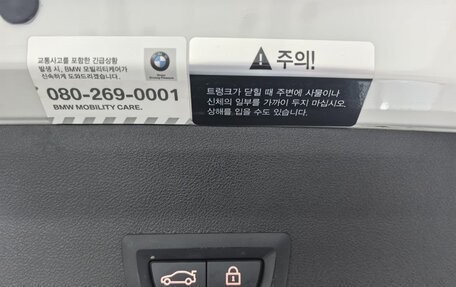 교통사고를 포함한 긴급상황
발생 시, BMW 모빌리티케어가
신속하게 도와드리겠습니다.
080-269-0001
BMW MOBILITY CARE.
주의!
트렁크가 닫힐 때 주변에 사물이나
신체의 일부를 가까이 두지 마십시오.
상해를 입을 수도 있습니다.